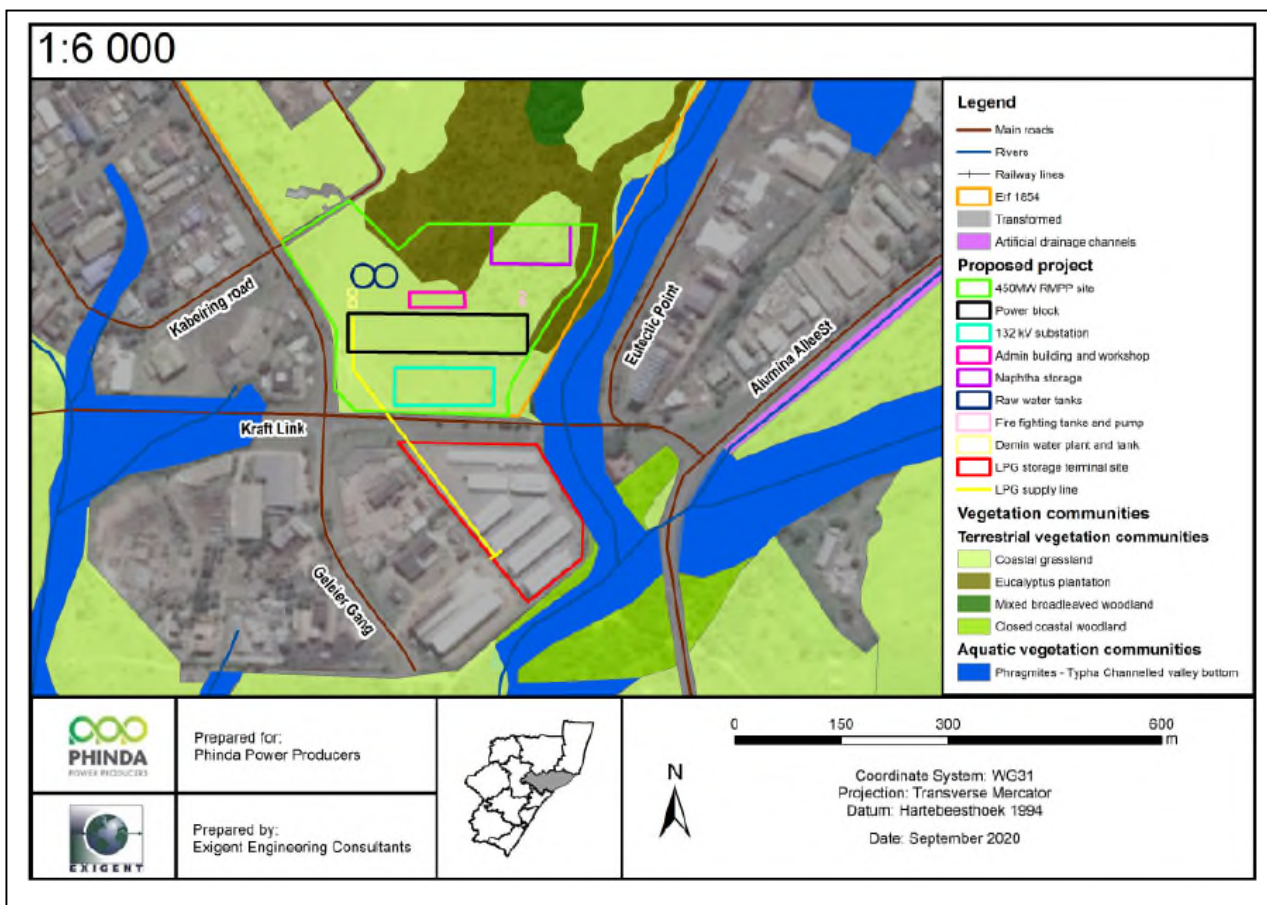 1:6 000
Kabeiring road
Kraft Link
Geleier Gang
Eutectic Point
Alumina AlleeSt
Legend
Main roads
Rivers
Railway lines
Erf 1854
Transformed
Artificial drainage channels
Proposed project
450MW RMPP site
Power block
132 kV substation
Admin building and workshop
Naphtha storage
Raw water tanks
Fire fighting tanks and pump
Demin water plant and tank
LPG storage terminal site
LPG supply line
Vegetation communities
Terrestrial vegetation communities
Coastal grassland
Eucalyptus plantation
Mixed broadleaved woodland
Closed coastal woodland
Aquatic vegetation communities
Phragmites - Typha Channelled valley bottom
PHINDA
POWER PRODUCERS
Prepared for:
Phinda Power Producers
EXIGENT
Prepared by:
Exigent Engineering Consultants
N
0 150 300 600
m
Coordinate System: WG31
Projection: Transverse Mercator
Datum: Hartebeesthoek 1994
Date: September 2020